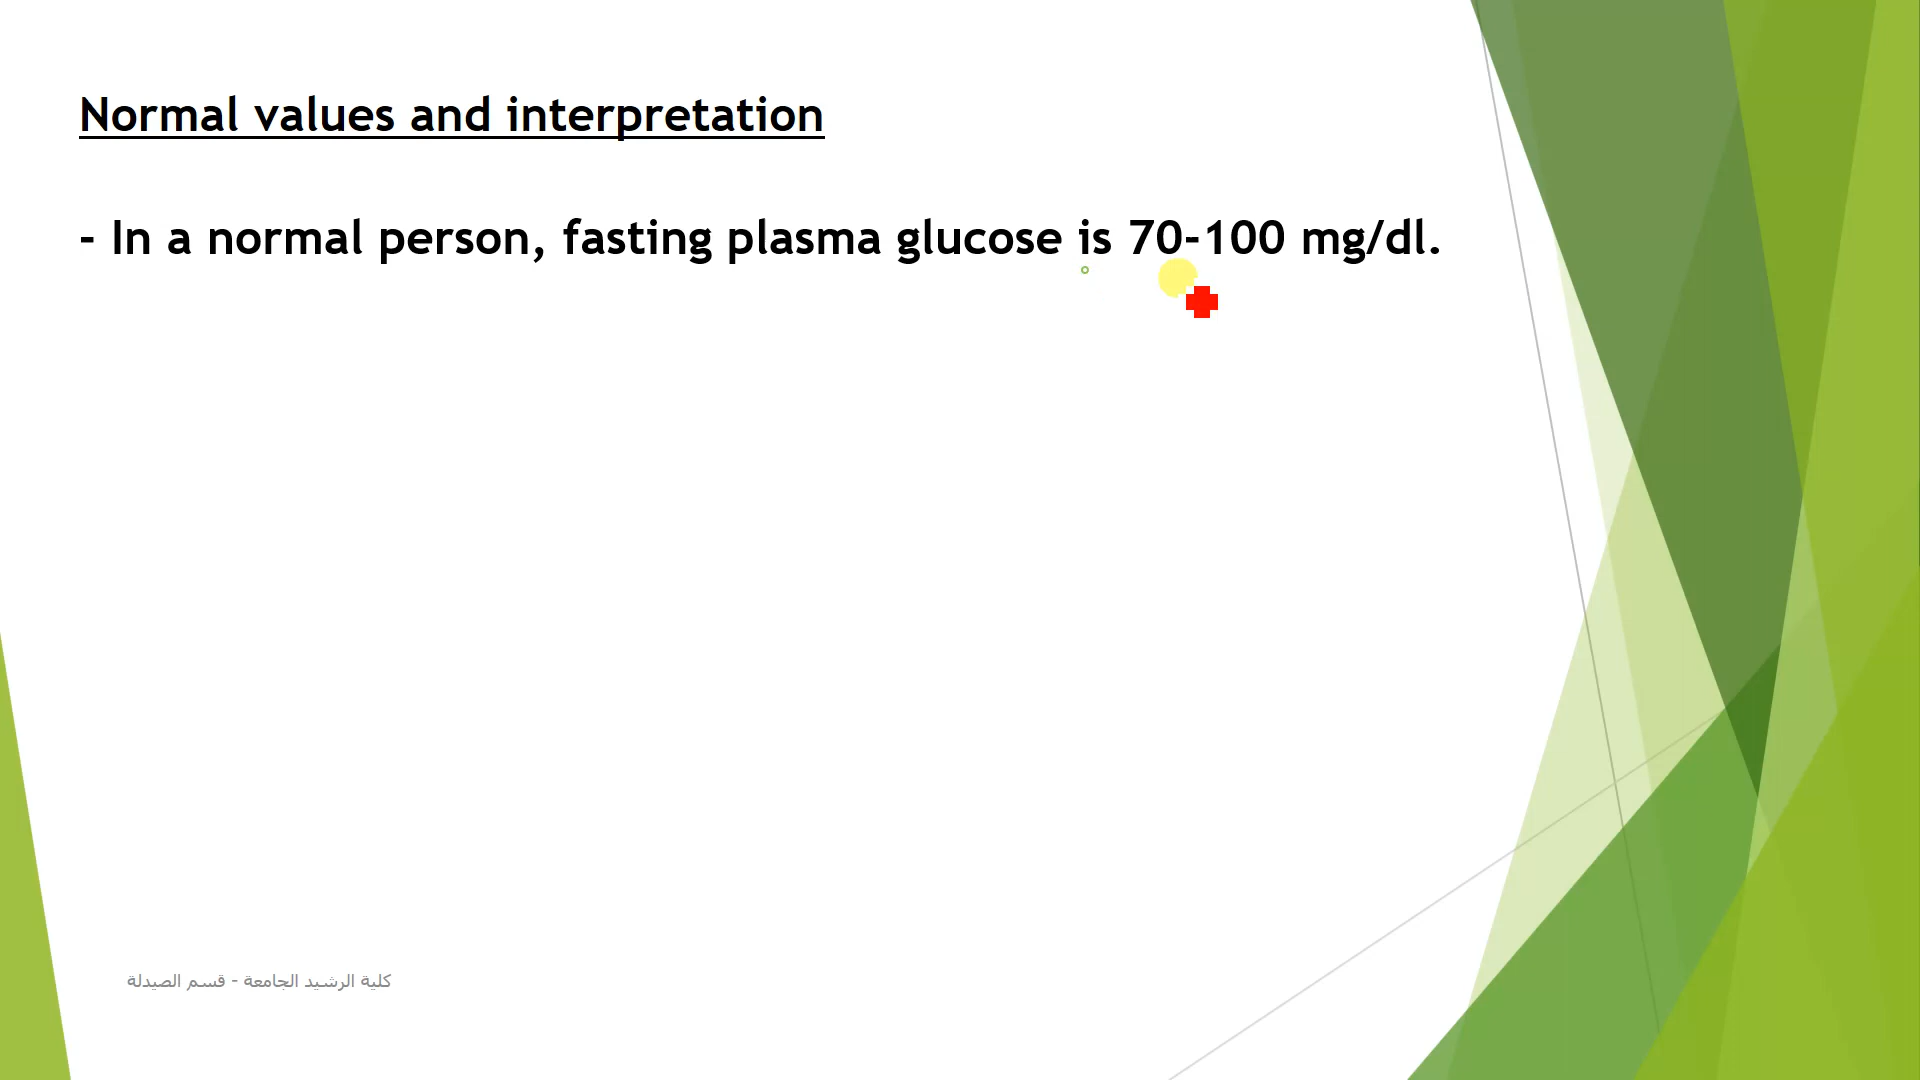 Normal values and interpretation
- In a normal person, fasting plasma glucose is 70-100 mg/dl.
كلية الرشيد الجامعة - قسم الصيدلة